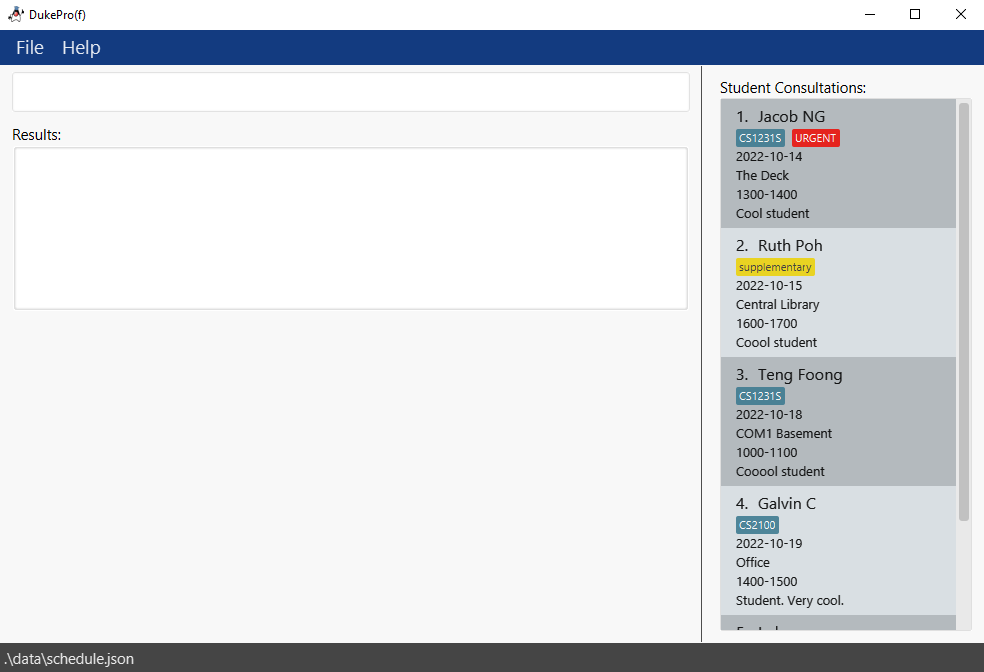 DukePro(f)
File Help
Results:
Student Consultations:
1. Jacob NG
CS1231S URGENT
2022-10-14
The Deck
1300-1400
Cool student
2. Ruth Poh
supplementary
2022-10-15
Central Library
1600-1700
Coool student
3. Teng Foong
CS1231S
2022-10-18
COM1 Basement
1000-1100
Cooool student
4. Galvin C
CS2100
2022-10-19
Office
1400-1500
Student. Very cool.
.\data\schedule.json